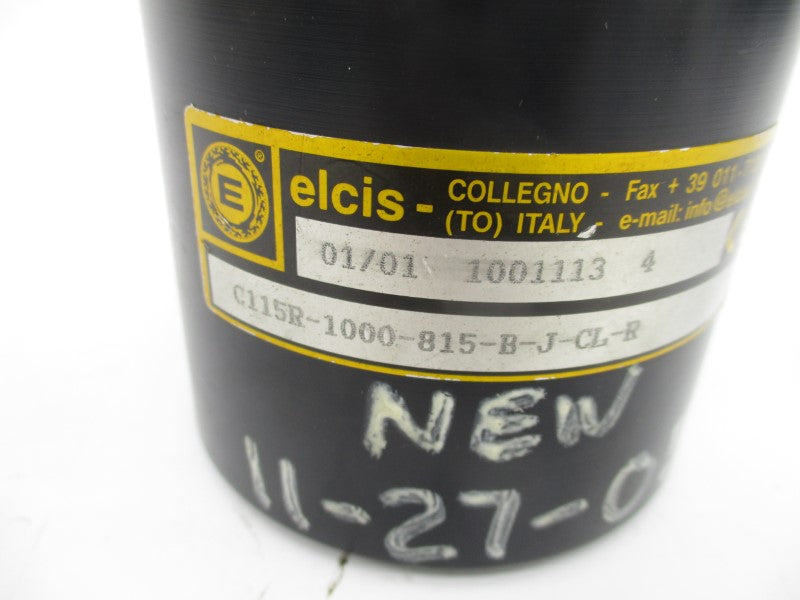 E ®
elcis - COLLEGNO - Fax + 39 011-
(TO) ITALY - e-mail: info@
01/01 1001113 4
C115R-1000-815-B-J-CL-R
NEW
11-27-0